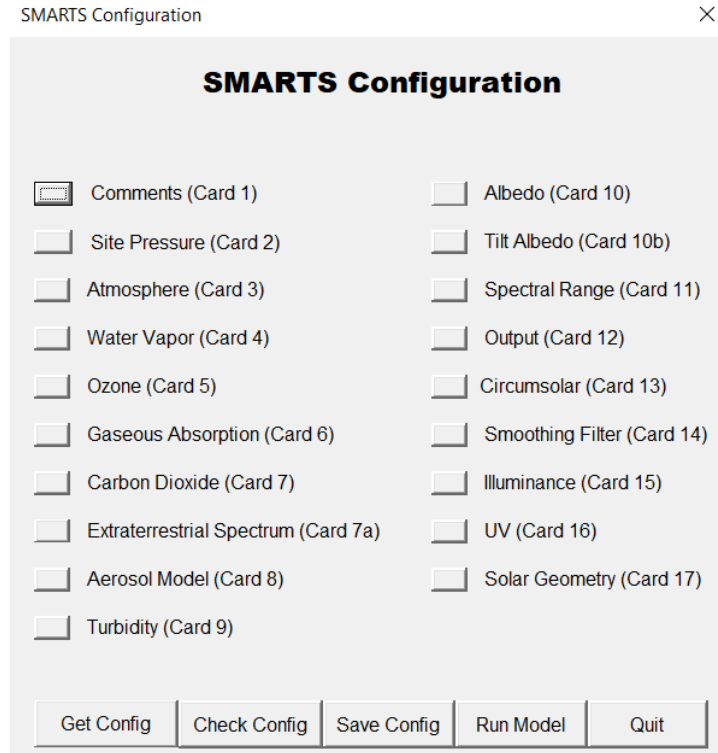 SMARTS Configuration
SMARTS Configuration
Comments (Card 1)
Site Pressure (Card 2)
Atmosphere (Card 3)
Water Vapor (Card 4)
Ozone (Card 5)
Gaseous Absorption (Card 6)
Carbon Dioxide (Card 7)
Extraterrestrial Spectrum (Card 7a)
Aerosol Model (Card 8)
Turbidity (Card 9)
Albedo (Card 10)
Tilt Albedo (Card 10b)
Spectral Range (Card 11)
Output (Card 12)
Circumsolar (Card 13)
Smoothing Filter (Card 14)
Illuminance (Card 15)
UV (Card 16)
Solar Geometry (Card 17)
Get Config
Check Config
Save Config
Run Model
Quit